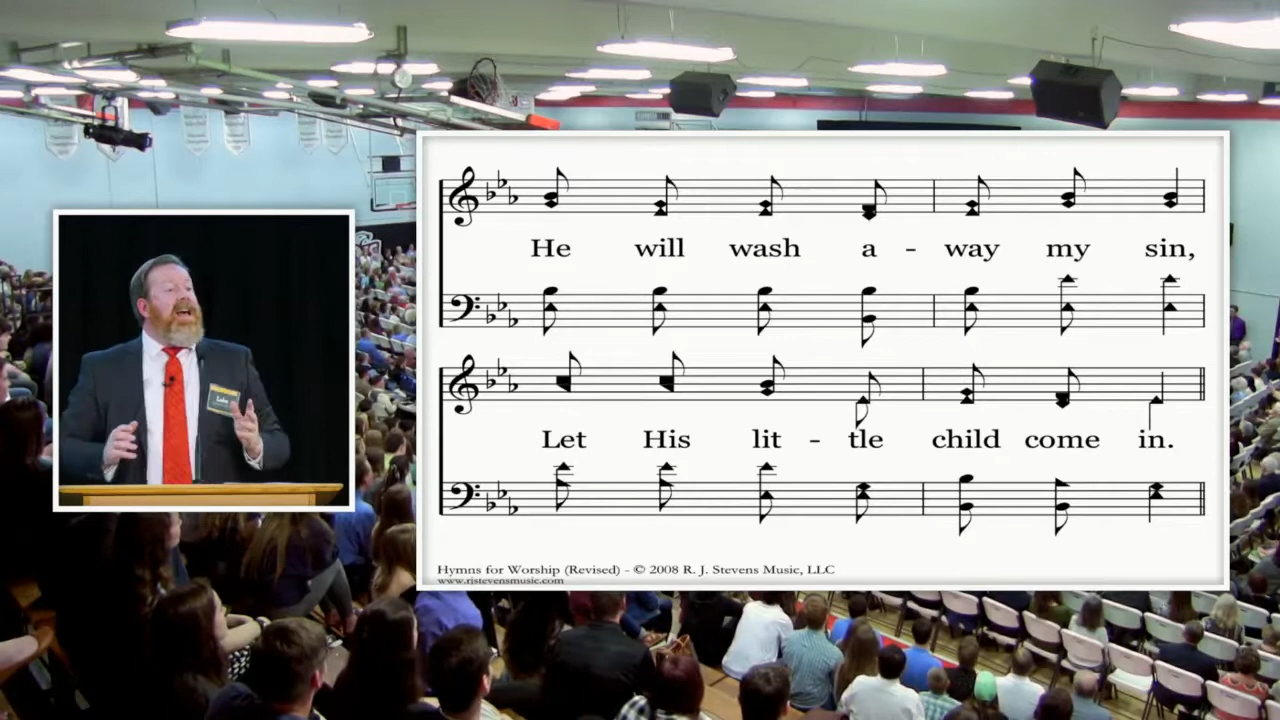 He will wash a - way my sin,
Let His lit - tle child come in.
Hymns for Worship (Revised) - © 2008 R. J. Stevens Music, LLC
www.rjstevensmusic.com